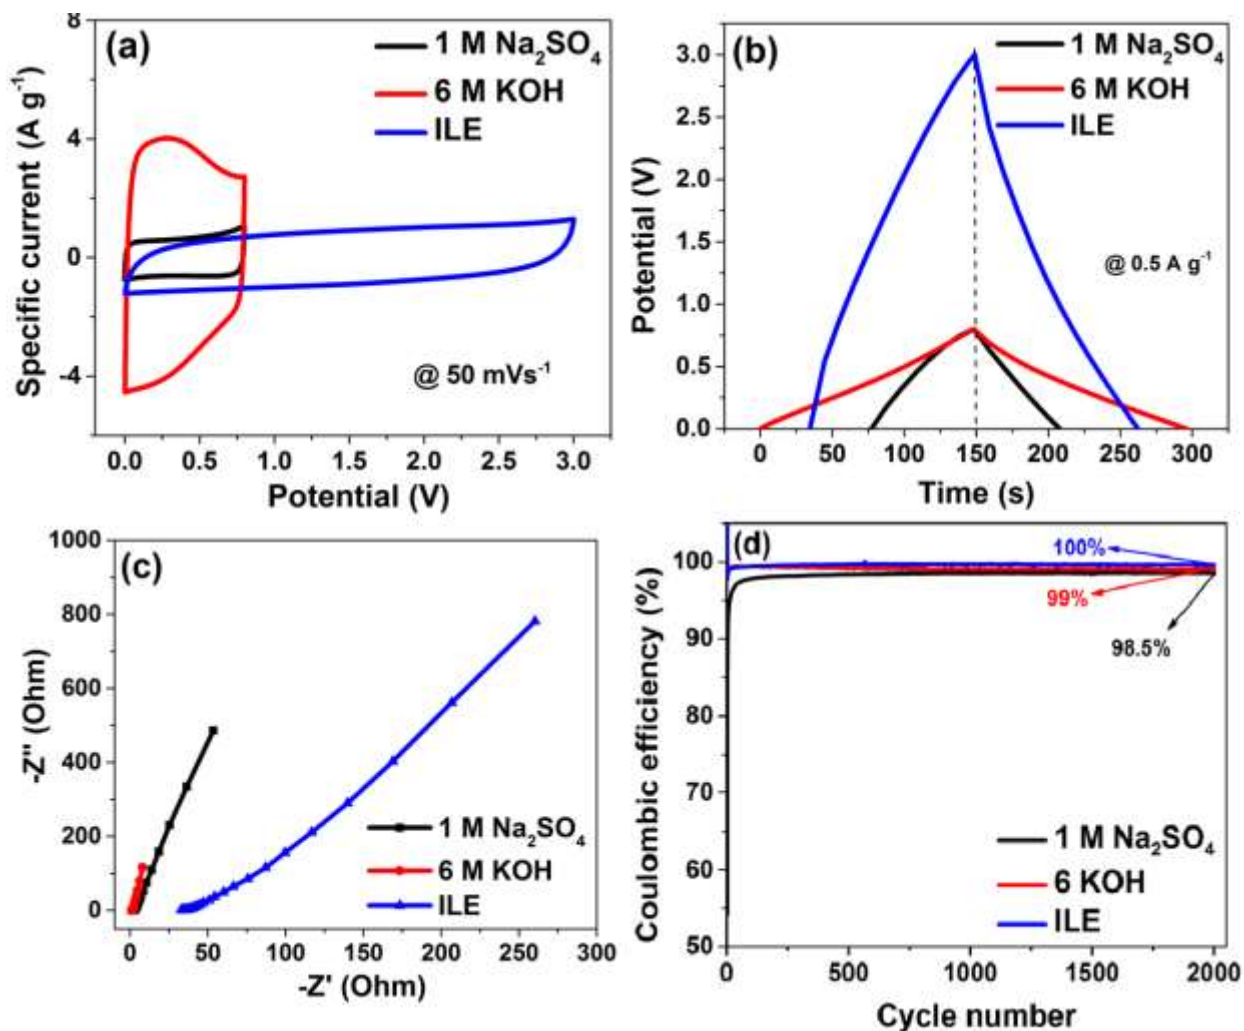 (a)
1 M Na₂SO₄
6 M KOH
ILE
@ 50 mVs⁻¹
Specific current (A g⁻¹)
8
4
0
-4
0.0 0.5 1.0 1.5 2.0 2.5 3.0
Potential (V)
(b)
1 M Na₂SO₄
6 M KOH
ILE
@ 0.5 A g⁻¹
Potential (V)
3.0
2.5
2.0
1.5
1.0
0.5
0.0
0 50 100 150 200 250 300
Time (s)
(c)
1 M Na₂SO₄
6 M KOH
ILE
-Z'' (Ohm)
1000
800
600
400
200
0
0 50 100 150 200 250 300
-Z' (Ohm)
(d)
100%
99%
98.5%
1 M Na₂SO₄
6 KOH
ILE
Coulombic efficiency (%)
100
90
80
70
60
50
0 500 1000 1500 2000
Cycle number